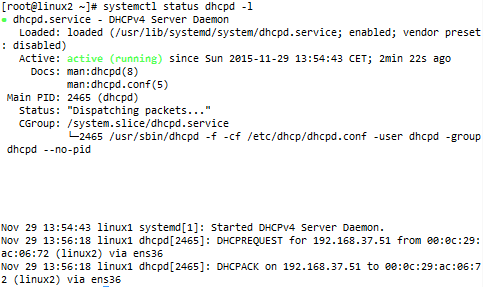 [root@linux2 ~]# systemctl status dhcpd -l
● dhcpd.service - DHCPv4 Server Daemon
   Loaded: loaded (/usr/lib/systemd/system/dhcpd.service; enabled; vendor preset
: disabled)
   Active: active (running) since Sun 2015-11-29 13:54:43 CET; 2min 22s ago
     Docs: man:dhcpd(8)
           man:dhcpd.conf(5)
 Main PID: 2465 (dhcpd)
   Status: "Dispatching packets..."
   CGroup: /system.slice/dhcpd.service
           └─2465 /usr/sbin/dhcpd -f -cf /etc/dhcp/dhcpd.conf -user dhcpd -group
 dhcpd --no-pid
Nov 29 13:54:43 linux1 systemd[1]: Started DHCPv4 Server Daemon.
Nov 29 13:56:18 linux1 dhcpd[2465]: DHCPREQUEST for 192.168.37.51 from 00:0c:29:
ac:06:72 (linux2) via ens36
Nov 29 13:56:18 linux1 dhcpd[2465]: DHCPACK on 192.168.37.51 to 00:0c:29:ac:06:7
2 (linux2) via ens36